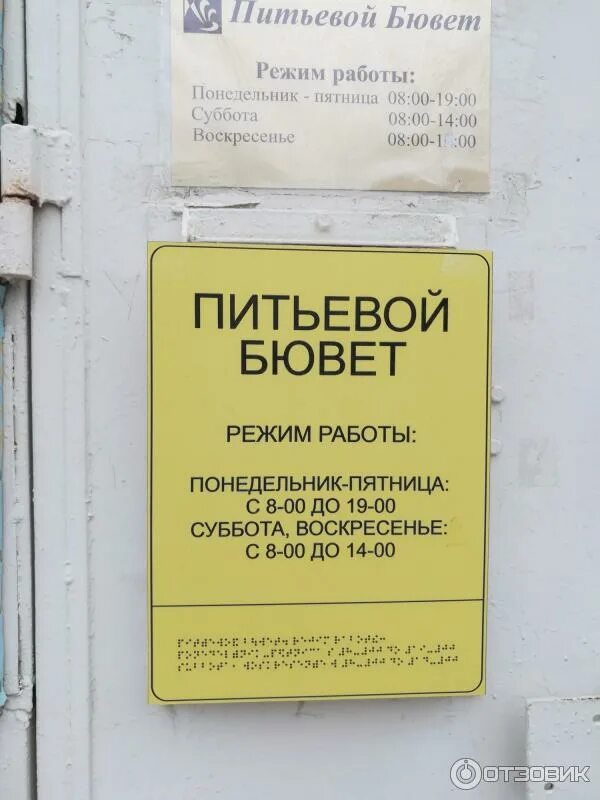 Питьевой Бювет
Режим работы:
Понедельник - пятница 08:00-19:00
Суббота 08:00-14:00
Воскресенье
ПИТЬЕВОЙ
БЮВЕТ
РЕЖИМ РАБОТЫ:
ПОНЕДЕЛЬНИК-ПЯТНИЦА:
С 8-00 ДО 19-00
СУББОТА, ВОСКРЕСЕНЬЕ:
С 8-00 ДО 14-00
ОТЗОВИК